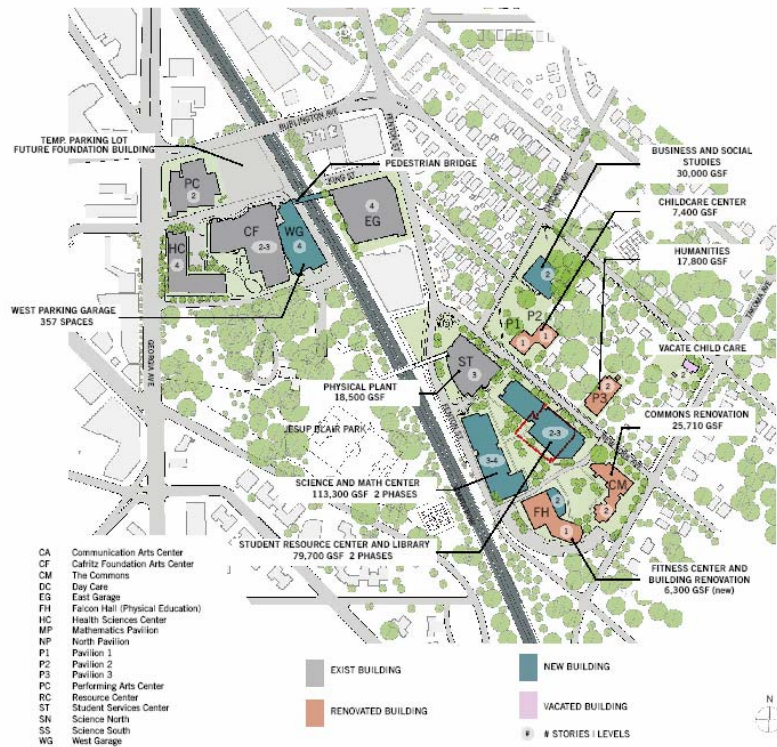 BURLINGTON AVE
TEMP. PARKING LOT
FUTURE FOUNDATION BUILDING
PEDESTRIAN BRIDGE
BUSINESS AND SOCIAL
STUDIES
30,000 GSF
CHILDCARE CENTER
7,400 GSF
HUMANITIES
17,800 GSF
PC
2
CF
2-3
WG
4
4
EG
HC
4
2
P1
P2
1
1
WEST PARKING GARAGE
357 SPACES
GEORGIA AVE
TACOMA AVE
VACATE CHILD CARE
2
ST
3
PHYSICAL PLANT
18,500 GSF
2
P3
COMMONS RENOVATION
25,710 GSF
JESUP BLAIR PARK
2-3
3-4
SCIENCE AND MATH CENTER
113,300 GSF 2 PHASES
CM
2
2
FH
1
STUDENT RESOURCE CENTER AND LIBRARY
79,700 GSF 2 PHASES
FITNESS CENTER AND
BUILDING RENOVATION
6,300 GSF (new)
CA Communication Arts Center
CF Cafritz Foundation Arts Center
CM The Commons
DC Day Care
EG East Garage
FH Falcon Hall (Physical Education)
HC Health Sciences Center
MP Mathematics Pavilion
NP North Pavilion
P1 Pavilion 1
P2 Pavilion 2
P3 Pavilion 3
PC Performing Arts Center
RC Resource Center
ST Student Services Center
SN Science North
SS Science South
WG West Garage
EXIST BUILDING
RENOVATED BUILDING
NEW BUILDING
VACATED BUILDING
# # STORIES I LEVELS
N